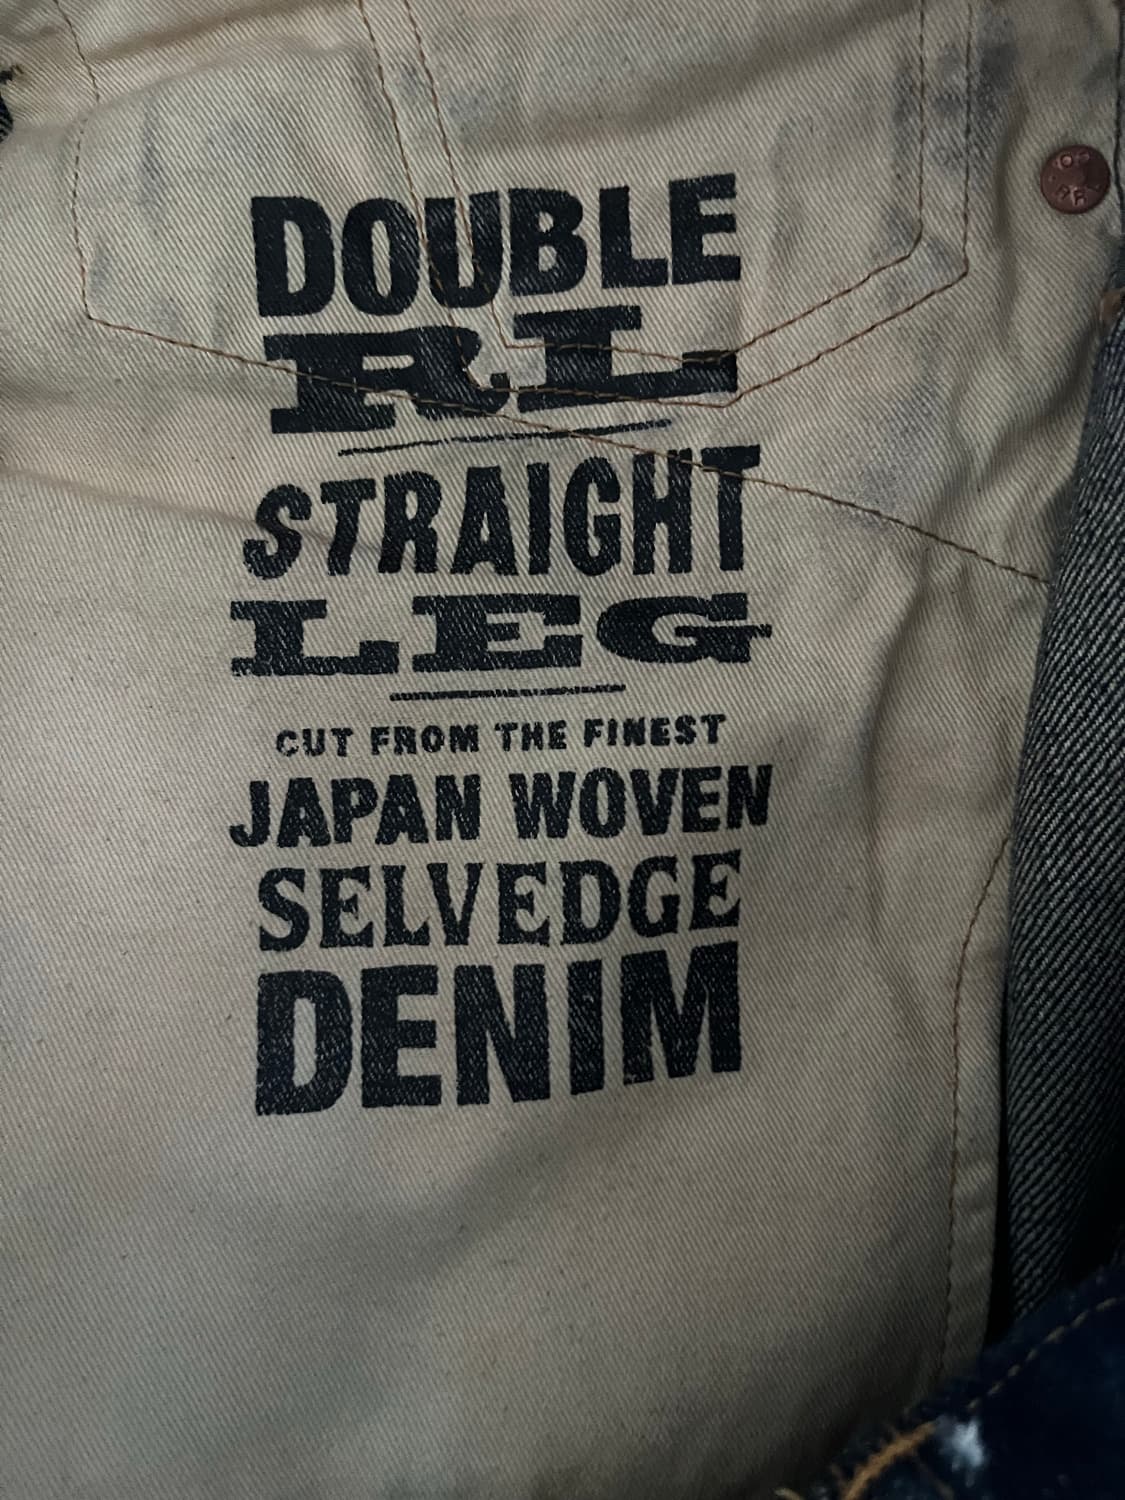 DOUBLE
RL
STRAIGHT
LEG
CUT FROM THE FINEST
JAPAN WOVEN
SELVEDGE
DENIM